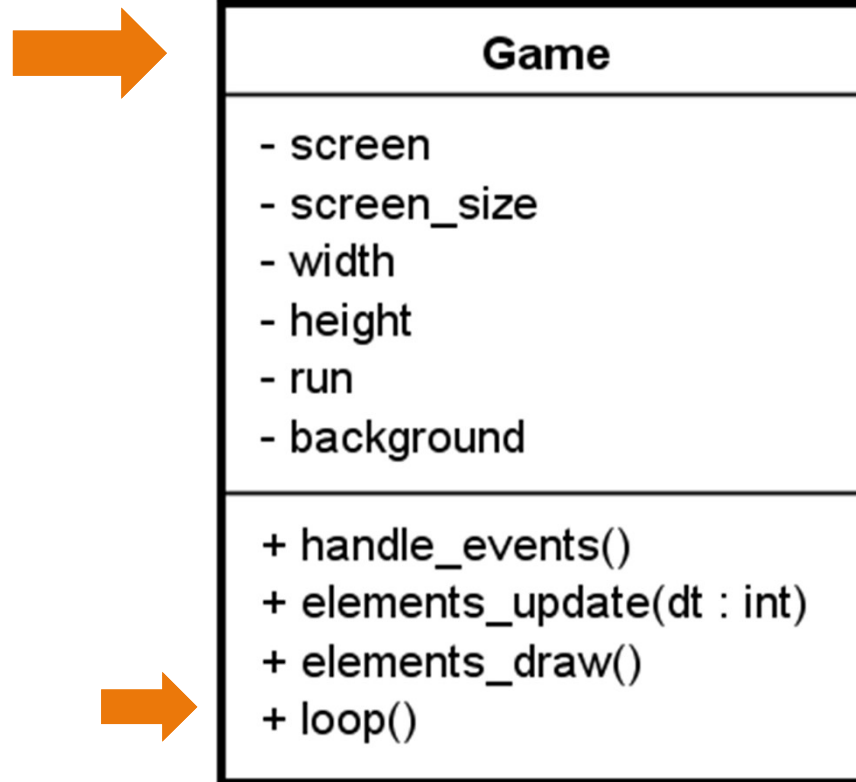 Game
- screen
- screen_size
- width
- height
- run
- background
+ handle_events()
+ elements_update(dt : int)
+ elements_draw()
+ loop()